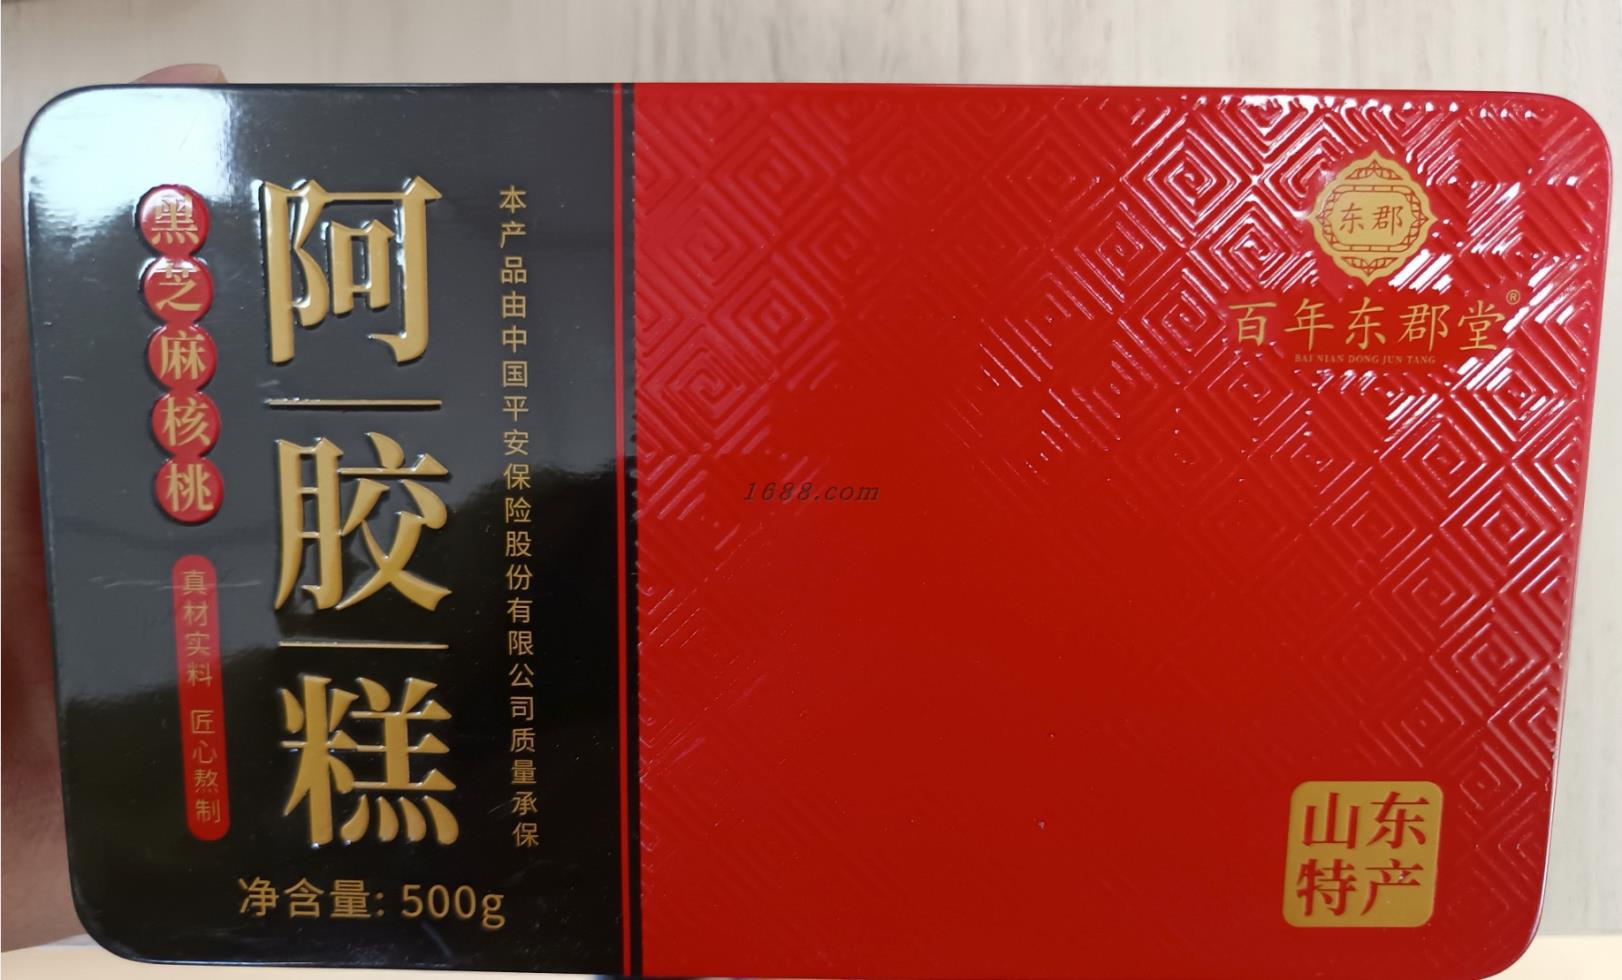 黑芝麻核桃
真材实料 匠心熬制
阿胶糕
本产品由中国平安保险股份有限公司质量承保
净含量: 500g
东郡
百年东郡堂®
BAI NIAN DONG JUN TANG
1688.com
山东
特产